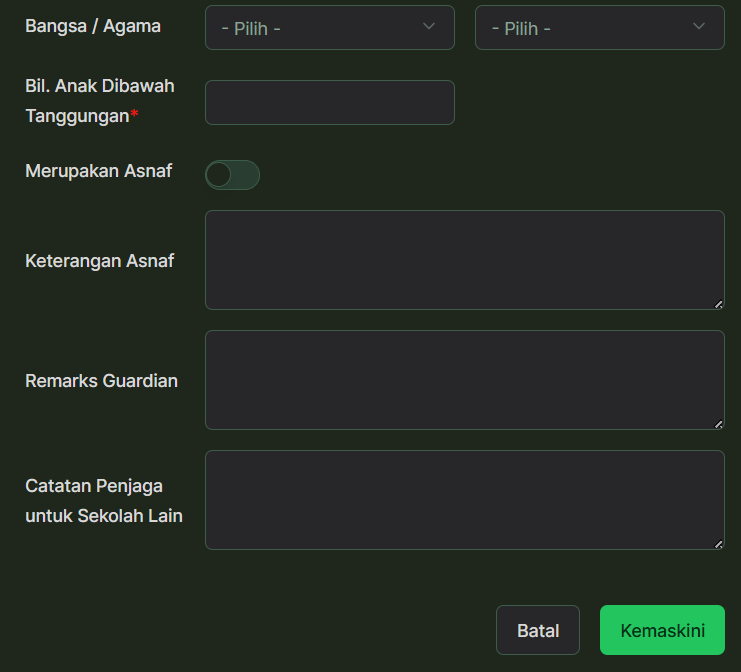 Bangsa / Agama - Pilih - - Pilih -
Bil. Anak Dibawah
Tanggungan*
Merupakan Asnaf
Keterangan Asnaf
Remarks Guardian
Catatan Penjaga
untuk Sekolah Lain
Batal Kemaskini